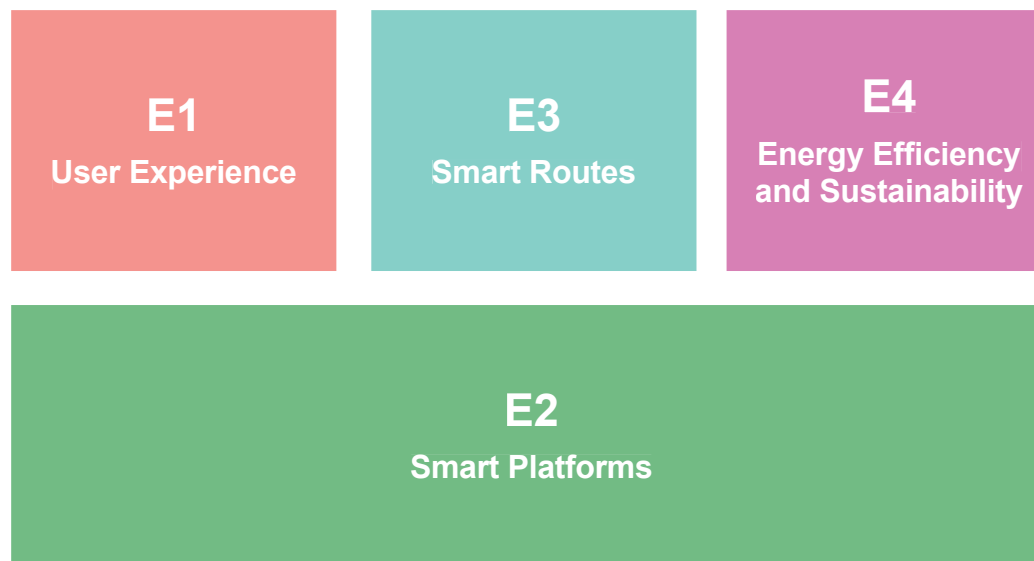 E1
User Experience
E3
Smart Routes
E4
Energy Efficiency
and Sustainability
E2
Smart Platforms